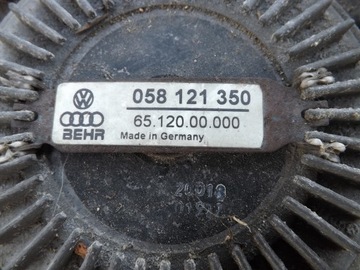 058 121 350
65.120.00.000
BEHR
Made in Germany